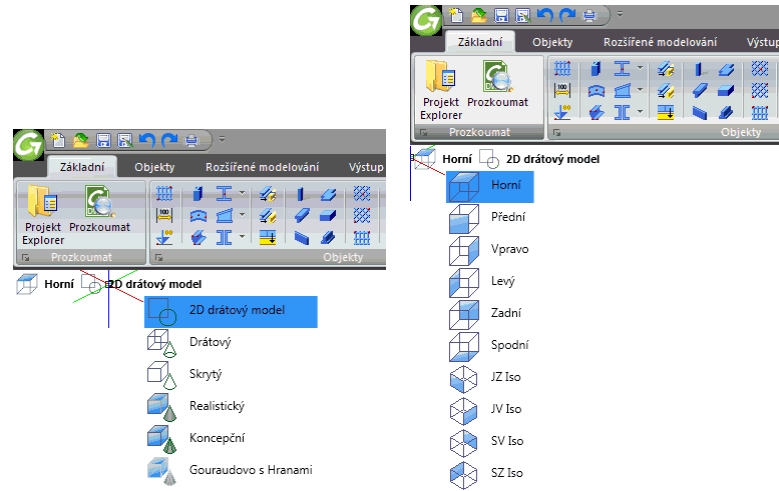 Základní Objekty Rozšířené modelování Výstup
Projekt Explorer Prozkoumat
Prozkoumat Objekty
Horní 2D drátový model
2D drátový model
Drátový
Skrytý
Realistický
Koncepční
Gouraudovo s Hranami
Základní Objekty Rozšířené modelování Výstup
Projekt Explorer Prozkoumat
Prozkoumat Objekty
Horní 2D drátový model
Horní
Přední
Vpravo
Levý
Zadní
Spodní
JZ Iso
JV Iso
SV Iso
SZ Iso